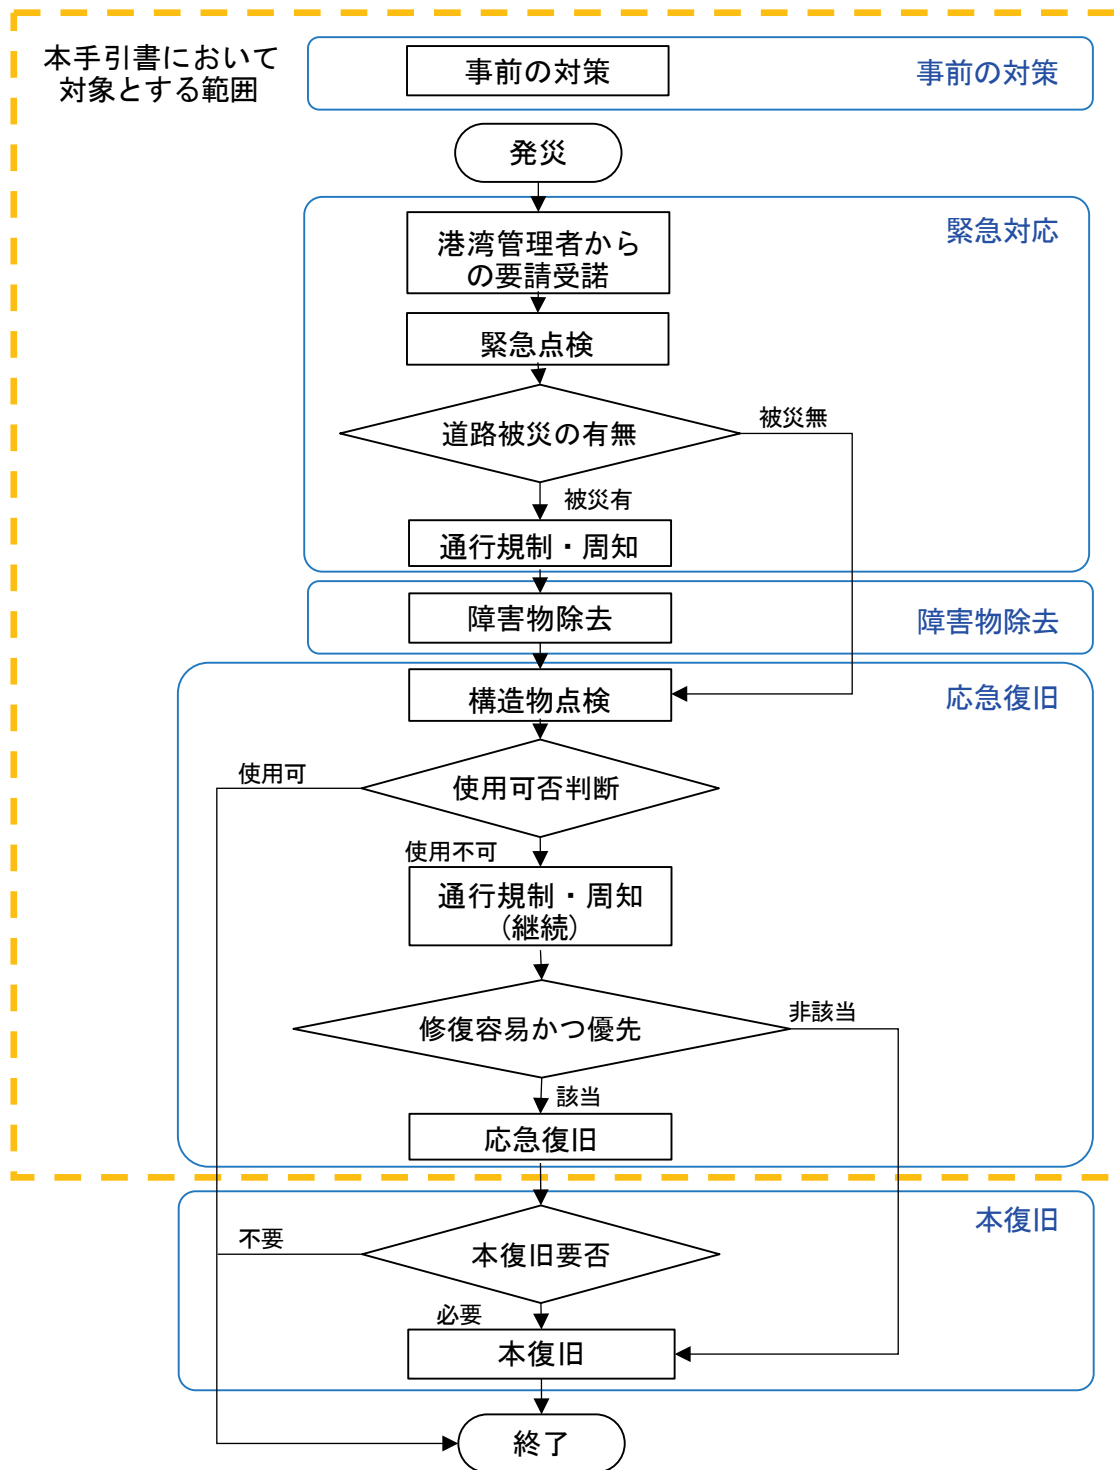 本手引書において
対象とする範囲
事前の対策
事前の対策
発災
緊急対応
港湾管理者から
の要請受諾
緊急点検
道路被災の有無
被災無
被災有
通行規制・周知
障害物除去
障害物除去
構造物点検
応急復旧
使用可
使用可否判断
使用不可
通行規制・周知
(継続)
修復容易かつ優先
非該当
該当
応急復旧
本復旧
不要
本復旧要否
必要
本復旧
終了